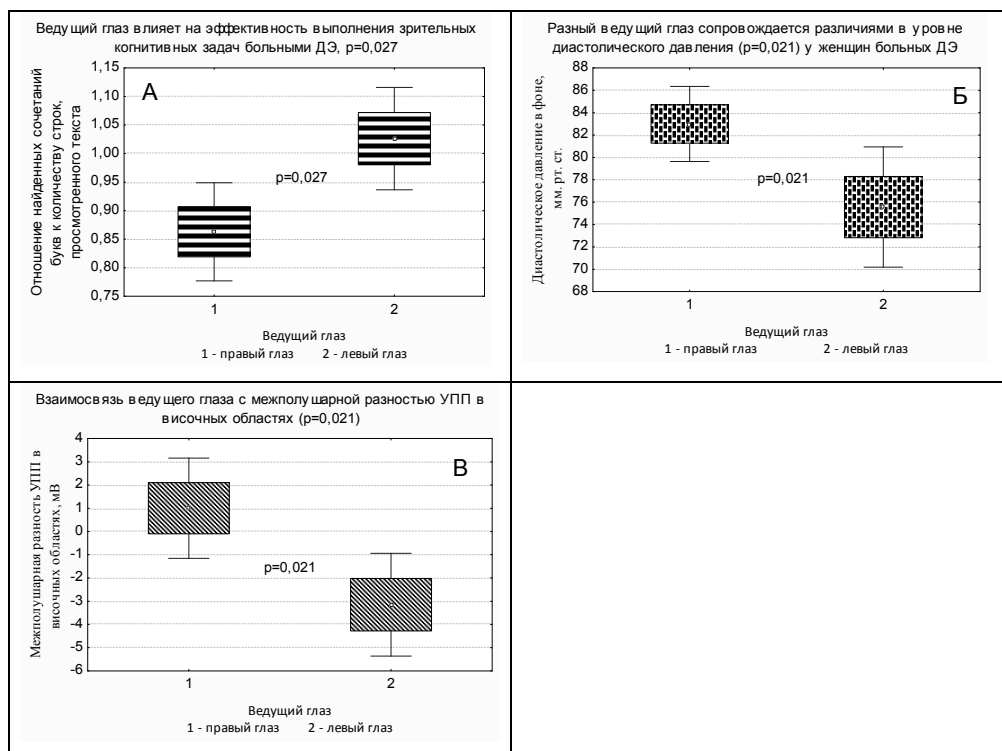 Ведущий глаз влияет на эффективность выполнения зрительных
когнитивных задач больными ДЭ, p=0,027
Отношение найденных сочетаний
букв к количеству строк,
просмотренного текста
1,15
1,10
1,05
1,00
0,95
0,90
0,85
0,80
0,75
А
p=0,027
1
2
Ведущий глаз
1 - правый глаз 2 - левый глаз
Разный ведущий глаз сопровождается различиями в уровне
диастолического давления (p=0,021) у женщин больных ДЭ
Диастолическое давление в фоне,
мм. рт. ст.
88
86
84
82
80
78
76
74
72
70
68
Б
p=0,021
1
2
Ведущий глаз
1 - правый глаз 2 - левый глаз
Взаимосвязь ведущего глаза с межполушарной разностью УПП в
височных областях (p=0,021)
Межполушарная разность УПП в
височных областях, мВ
4
3
2
1
0
-1
-2
-3
-4
-5
-6
В
p=0,021
1
2
Ведущий глаз
1 - правый глаз 2 - левый глаз